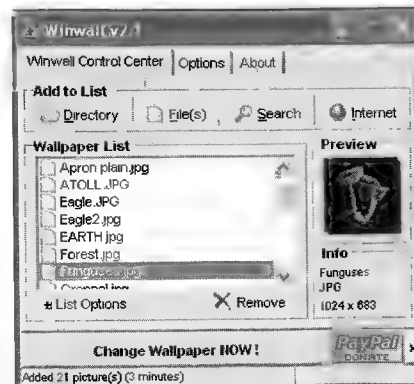 Winwall v2.1
Winwall Control Center Options About
Add to List
Directory File(s) Search Internet
Wallpaper List
Preview
Apron plain.jpg
ATOLL.JPG
Eagle.JPG
Eagle2.jpg
EARTH.jpg
Forest.jpg
Funguses.jpg
Info
Funguses
JPG
1024 x 683
List Options Remove
Change Wallpaper NOW!
PayPal
DONATE
Added 21 picture(s) (3 minutes)